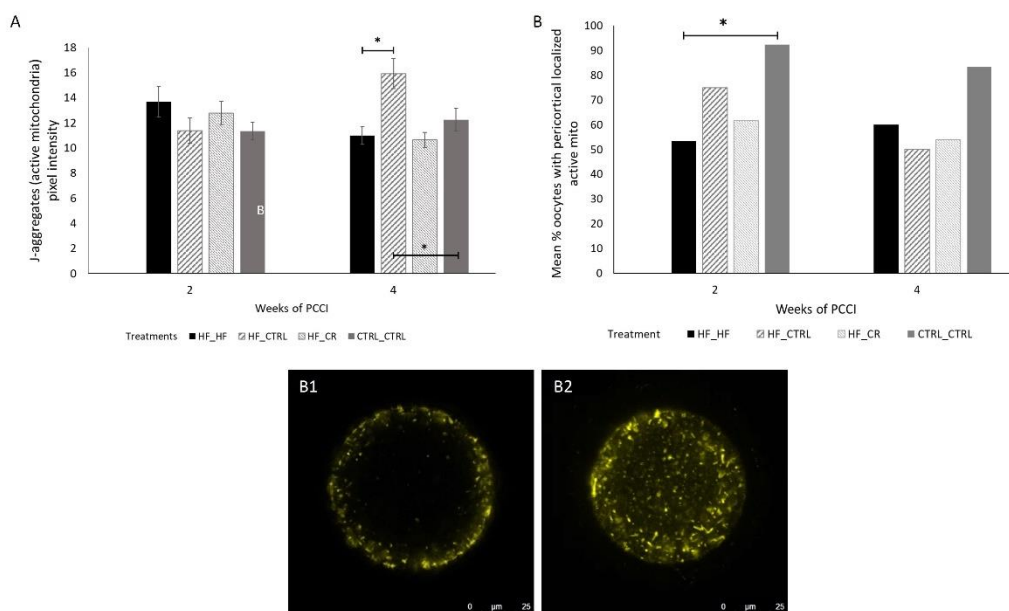 A
J-aggregates (active mitochondria)
pixel intensity
18
16
14
12
10
8
6
4
2
0
*
*
B
2
4
Weeks of PCCI
Treatments HF_HF HF_CTRL HF_CR CTRL_CTRL
B
Mean % oocytes with pericortical localized
active mito
100
90
80
70
60
50
40
30
20
10
0
*
2
4
Weeks of PCCI
Treatment HF_HF HF_CTRL HF_CR CTRL_CTRL
B1
0 µm 25
B2
0 µm 25